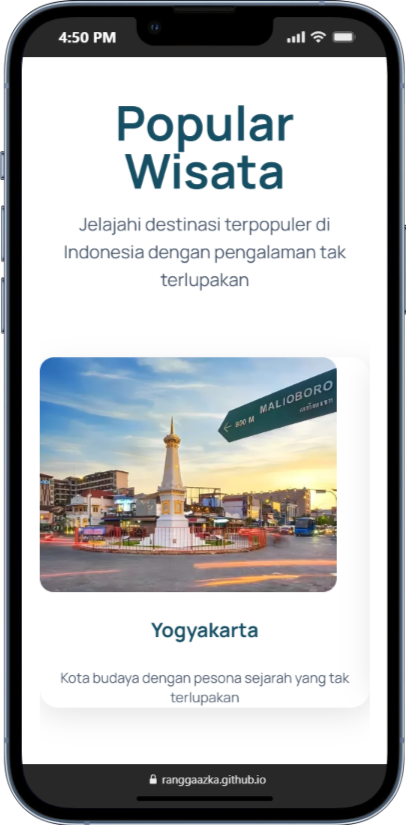 4:50 PM
Popular
Wisata
Jelajahi destinasi terpopuler di
Indonesia dengan pengalaman tak
terlupakan
MALIOBORO
800 M
Yogyakarta
Kota budaya dengan pesona sejarah yang tak
terlupakan
ranggaazka.github.io